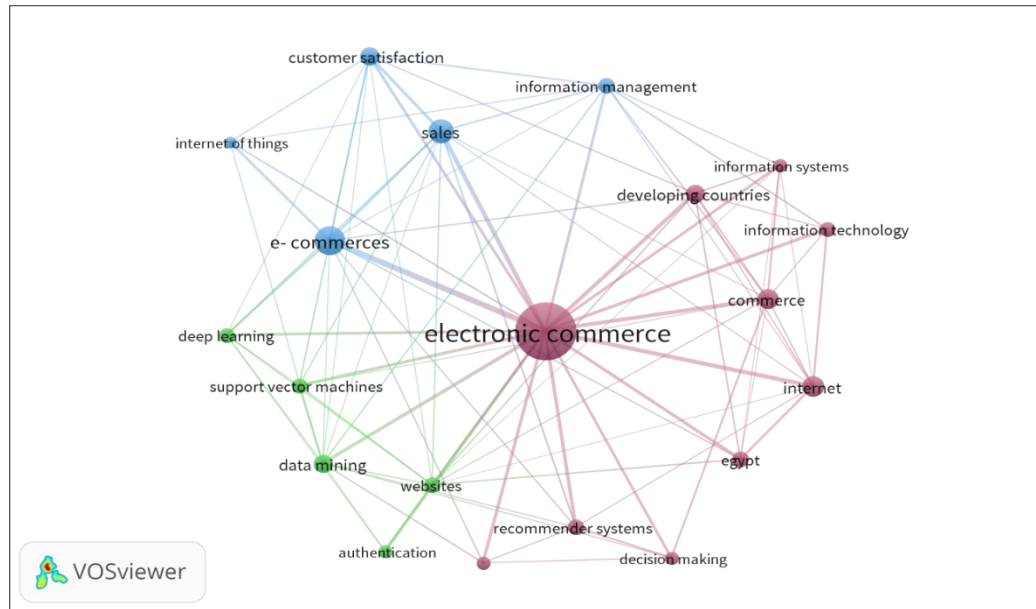 customer satisfaction
information management
sales
internet of things
information systems
developing countries
information technology
e- commerces
commerce
electronic commerce
deep learning
support vector machines
internet
data mining
egypt
websites
recommender systems
authentication
decision making
VOSviewer